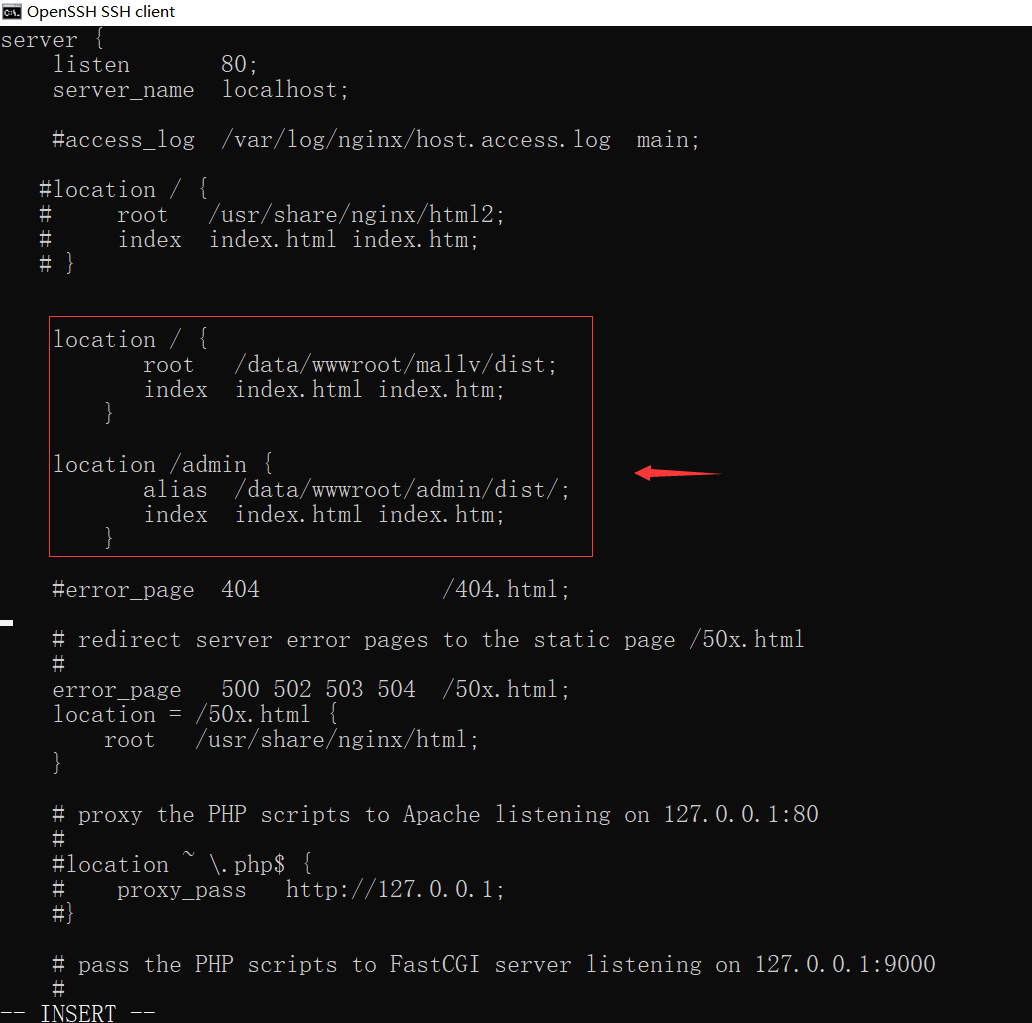 OpenSSH SSH client
server {
    listen       80;
    server_name  localhost;
    #access_log  /var/log/nginx/host.access.log  main;
   #location / {
   #     root   /usr/share/nginx/html2;
   #     index  index.html index.htm;
   # }
    location / {
           root   /data/wwwroot/mallv/dist;
           index  index.html index.htm;
        }
    location /admin {
           alias  /data/wwwroot/admin/dist/;
           index  index.html index.htm;
        }
    #error_page  404              /404.html;
    # redirect server error pages to the static page /50x.html
    #
    error_page   500 502 503 504  /50x.html;
    location = /50x.html {
        root   /usr/share/nginx/html;
    }
    # proxy the PHP scripts to Apache listening on 127.0.0.1:80
    #
    #location ~ \.php$ {
    #    proxy_pass   http://127.0.0.1;
    #}
    # pass the PHP scripts to FastCGI server listening on 127.0.0.1:9000
    #
-- INSERT --